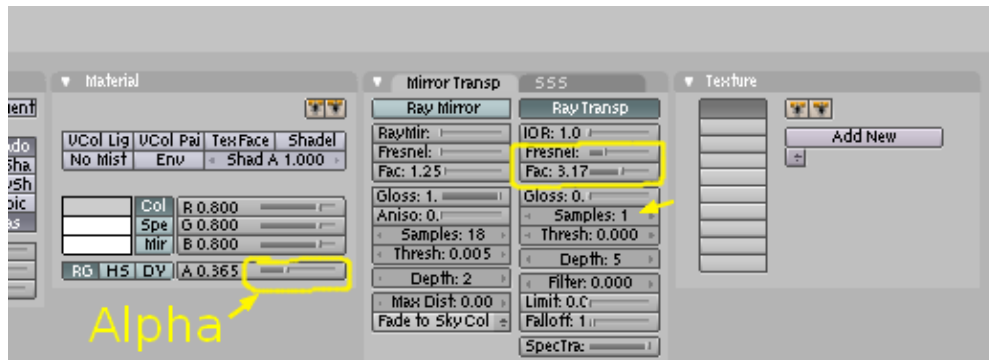 Material
Mirror Transp
SSS
Texture
ient
Ray Mirror
Ray Transp
Add New
VCol Lig VCol Pai TexFace Shadel
No Mist Env Shad A 1.000
RayMir:
Fresnel:
Fac: 1.25
IOR: 1.0
Fresnel:
Fac: 3.17
Gloss: 1.
Aniso: 0.
Samples: 18
Thresh: 0.005
Gloss: 0.
Samples: 1
Thresh: 0.000
Col R 0.800
Spe G 0.800
Mir B 0.800
RG HS DY A 0.365
Depth: 2
Max Dist: 0.00
Fade to Sky Col
Depth: 5
Filter: 0.000
Limit: 0.0
Falloff: 1
SpecTra:
Alpha